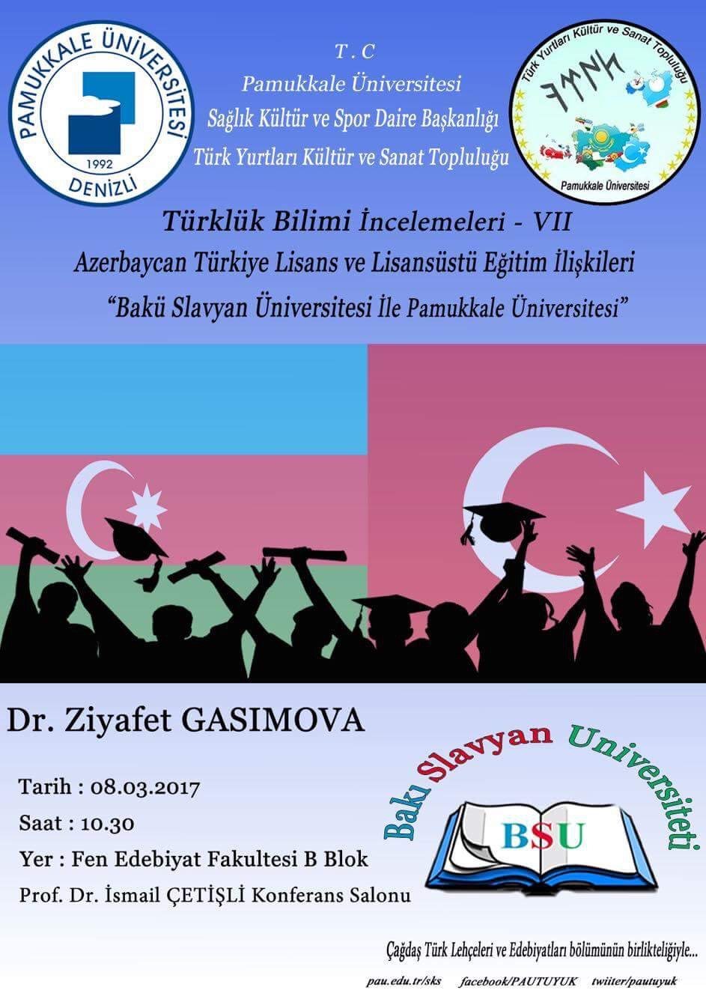 PAMUKKALE ÜNİVERSİTESİ
1992
DENİZLİ
T . C
Pamukkale Üniversitesi
Sağlık Kültür ve Spor Daire Başkanlığı
Türk Yurtları Kültür ve Sanat Topluluğu
Türk Yurtları Kültür ve Sanat Topluluğu
Pamukkale Üniversitesi
Türklük Bilimi İncelemeleri - VII
Azerbaycan Türkiye Lisans ve Lisansüstü Eğitim İlişkileri
“Bakü Slavyan Üniversitesi İle Pamukkale Üniversitesi”
Dr. Ziyafet GASIMOVA
Tarih : 08.03.2017
Saat : 10.30
Yer : Fen Edebiyat Fakultesi B Blok
Prof. Dr. İsmail ÇETİŞLİ Konferans Salonu
Bakı Slavyan Universiteti
BSU
Çağdaş Türk Lehçeleri ve Edebiyatları bölümünün birlikteliğiyle...
pau.edu.tr/sks facebook/PAUTUYUK twiiter/pautuyuk